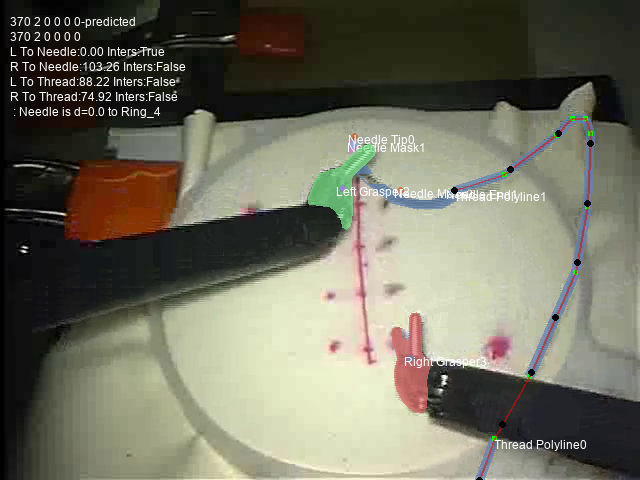 370 2 0 0 0 0-predicted
370 2 0 0 0 0
L To Needle:0.00 Inters:True
R To Needle:103.26 Inters:False
L To Thread:88.22 Inters:False
R To Thread:74.92 Inters:False
: Needle is d=0.0 to Ring_4
Needle Tip0
Needle Mask1
Left Grasper2
Thread Polyline1
Right Grasper3
Thread Polyline0